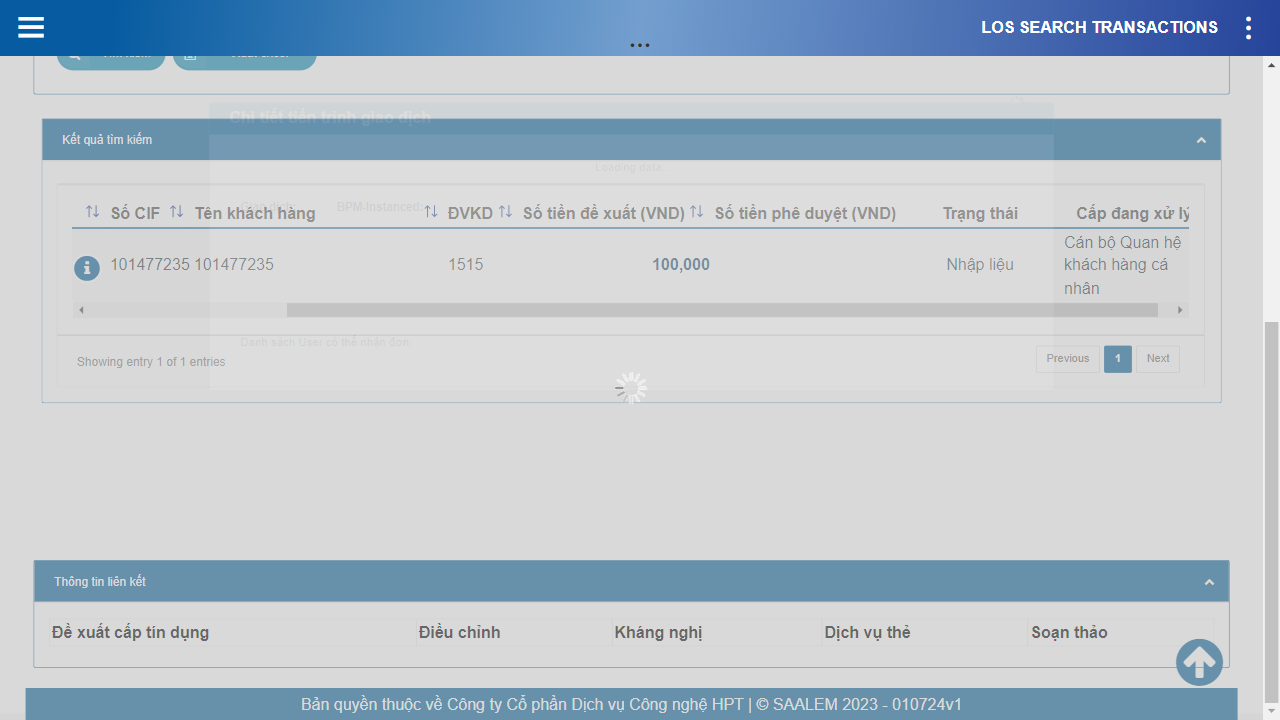 LOS SEARCH TRANSACTIONS
...
Chi tiết tiến trình giao dịch
Kết quả tìm kiếm
Loading data
Giao dịch: BPM-Instanced:
Số CIF Tên khách hàng ĐVKD Số tiền đề xuất (VND) Số tiền phê duyệt (VND) Trạng thái Cấp đang xử lý
101477235 101477235 1515 100,000 Nhập liệu Cán bộ Quan hệ
khách hàng cá
nhân
Danh sách User có thể nhận đơn
Showing entry 1 of 1 entries
Previous 1 Next
Thông tin liên kết
Đề xuất cấp tín dụng Điều chỉnh Kháng nghị Dịch vụ thẻ Soạn thảo
Bản quyền thuộc về Công ty Cổ phần Dịch vụ Công nghệ HPT | © SAALEM 2023 - 010724v1